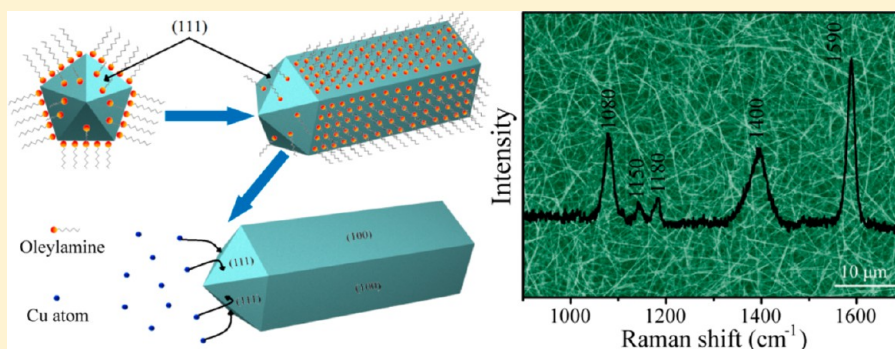 (111)
Oleylamine
Cu atom
(100)
(111)
(111)
(100)
Intensity
1080
1150
1180
1400
1590
10 μm
1000 1200 1400 1600
Raman shift (cm-1)